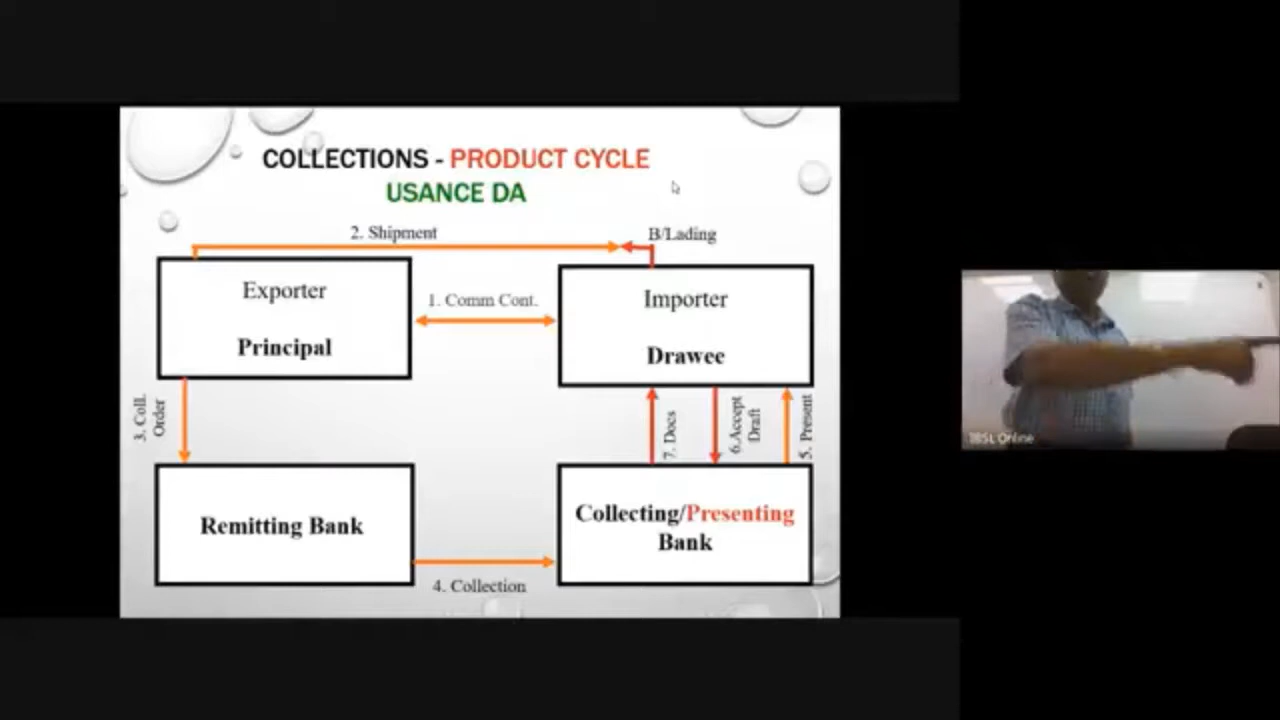 COLLECTIONS - PRODUCT CYCLE
USANCE DA
2. Shipment
B/Lading
Exporter
Principal
1. Comm Cont.
Importer
Drawee
3. Coll.
Order
7. Docs
6.Accept
Draft
5. Present
Remitting Bank
Collecting/Presenting
Bank
4. Collection
IBSL Online